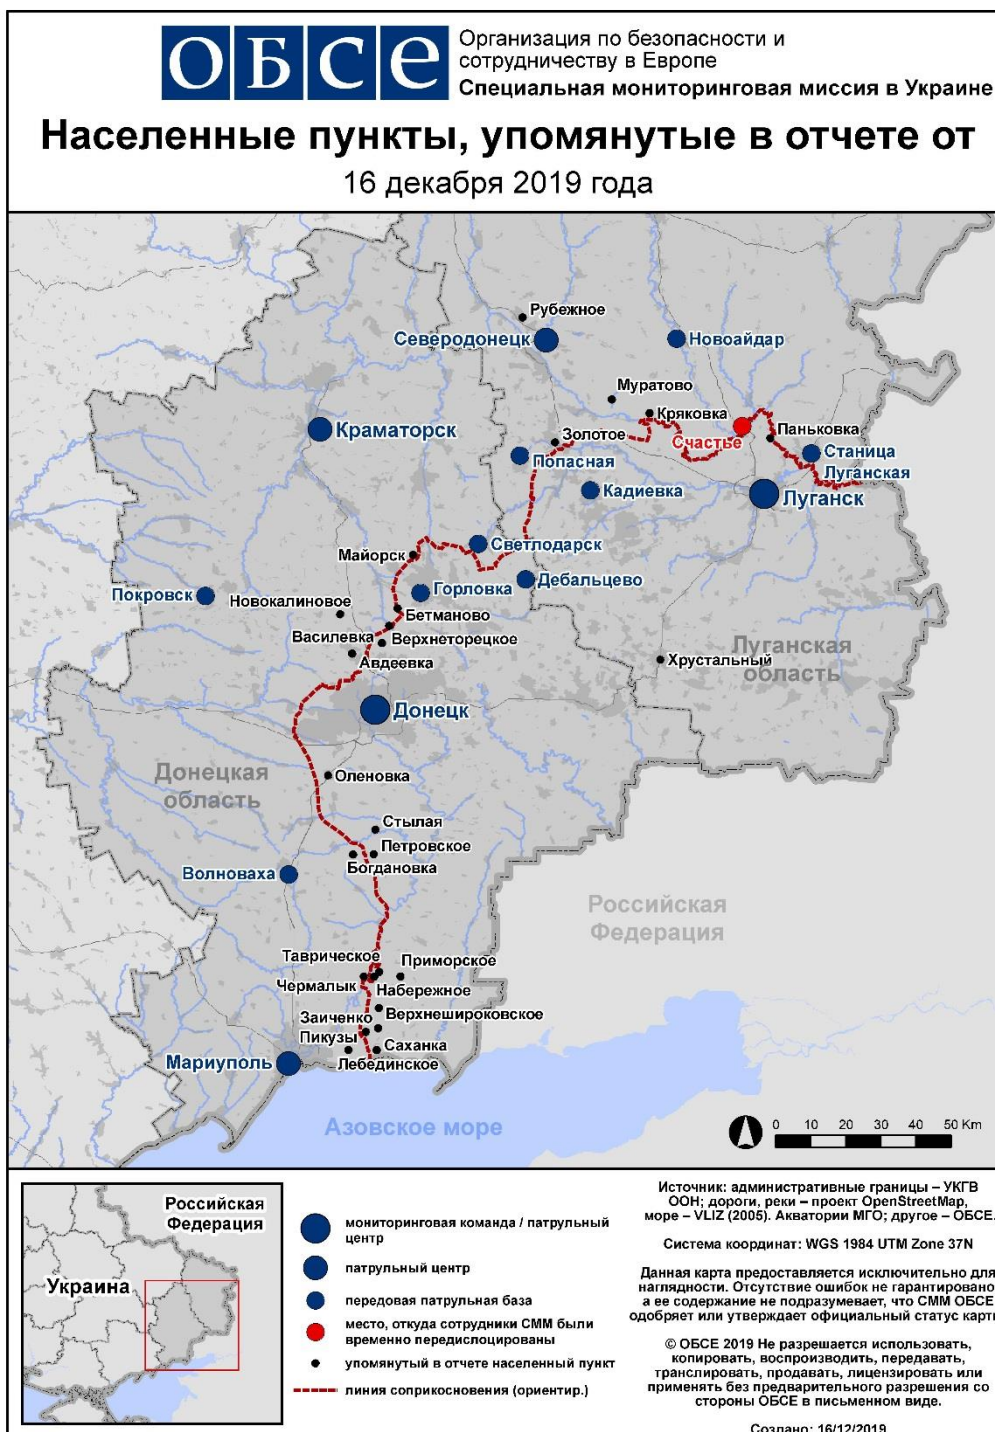 ОБСЕ
Организация по безопасности и
сотрудничеству в Европе
Специальная мониторинговая миссия в Украине
Населенные пункты, упомянутые в отчете от
16 декабря 2019 года
Рубежное
Северодонецк
Новоайдар
Муратово
Кряковка
Краматорск
Золотое
Счастье
Паньковка
Попасная
Станица
Луганская
Кадиевка
Луганск
Светлодарск
Майорск
Дебальцево
Горловка
Покровск
Новокалиновое
Бетманово
Василевка
Верхнеторецкое
Авдеевка
Хрустальный
Луганская
область
Донецк
Донецкая
область
Оленовка
Стылая
Петровское
Богдановка
Волноваха
Российская
Федерация
Таврическое
Приморское
Чермалык
Набережное
Заиченко
Верхнешироковское
Пикузы
Саханка
Лебединское
Мариуполь
Азовское море
0 10 20 30 40 50 Km
Российская
Федерация
Украина
мониторинговая команда / патрульный
центр
патрульный центр
передовая патрульная база
место, откуда сотрудники СММ были
временно передислоцированы
упомянутый в отчете населенный пункт
линия соприкосновения (ориентир.)
Источник: административные границы – УКГВ
ООН; дороги, реки – проект OpenStreetMap,
море – VLIZ (2005). Акватории МГО; другое – ОБСЕ.
Система координат: WGS 1984 UTM Zone 37N
Данная карта предоставляется исключительно для
наглядности. Отсутствие ошибок не гарантировано
а ее содержание не подразумевает, что СММ ОБСЕ
одобряет или утверждает официальный статус карт
© ОБСЕ 2019 Не разрешается использовать,
копировать, воспроизводить, передавать,
транслировать, продавать, лицензировать или
применять без предварительного разрешения со
стороны ОБСЕ в письменном виде.
Создано: 16/12/2019